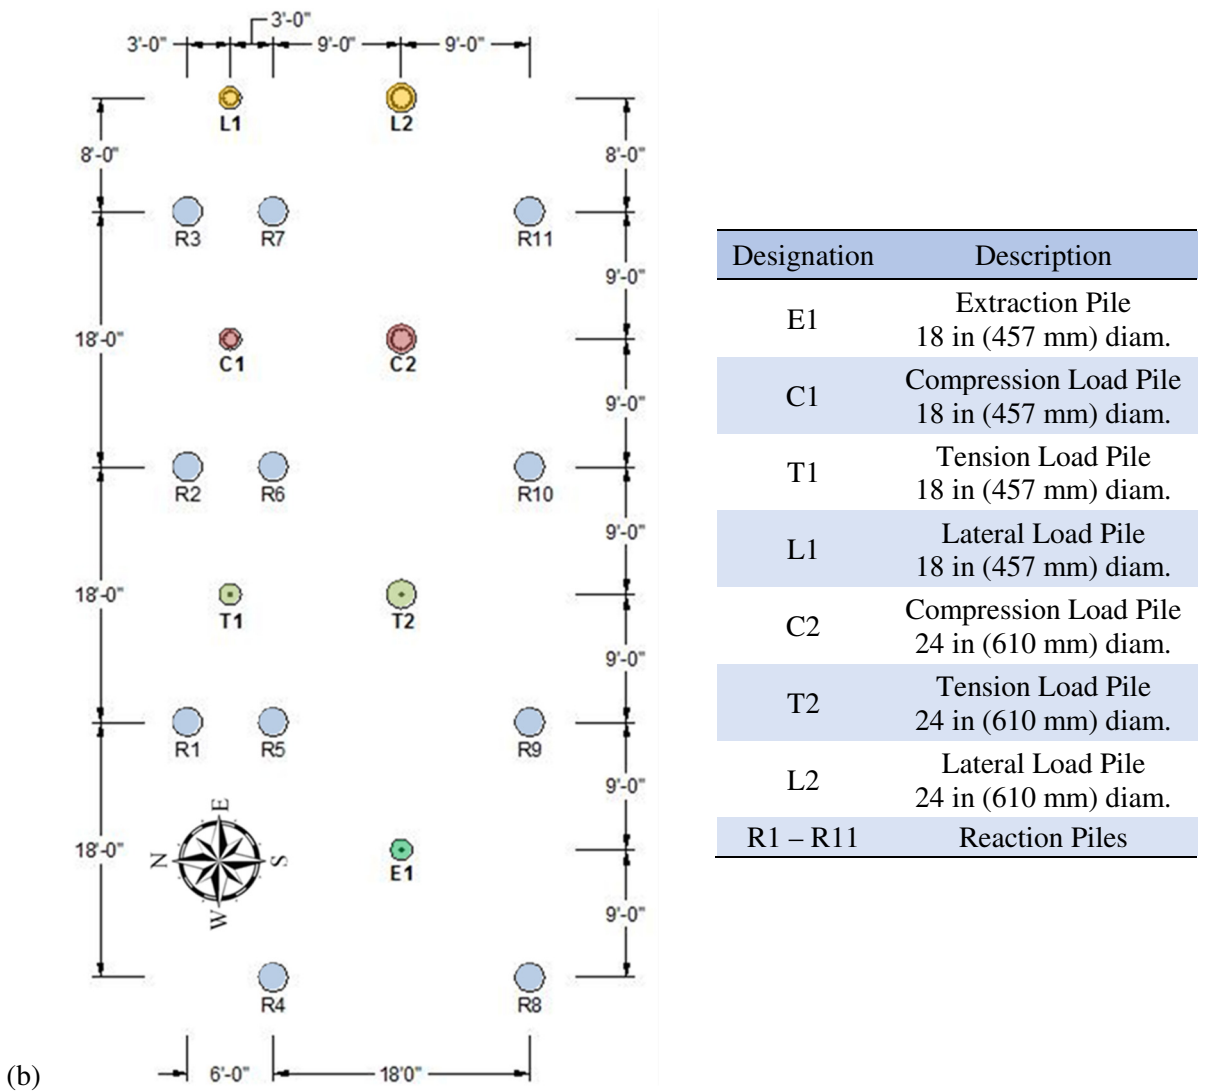 3'-0"
3'-0" 9'-0" 9'-0"
L1 L2
8'-0" 8'-0"
R3 R7 R11
9'-0"
18'-0"
C1 C2
9'-0"
R2 R6 R10
9'-0"
18'-0"
T1 T2
9'-0"
R1 R5 R9
9'-0"
E
18'-0" N S
E1
W
9'-0"
R4 R8
(b) 6'-0" 18'0"
Designation Description
E1 Extraction Pile
18 in (457 mm) diam.
C1 Compression Load Pile
18 in (457 mm) diam.
T1 Tension Load Pile
18 in (457 mm) diam.
L1 Lateral Load Pile
18 in (457 mm) diam.
C2 Compression Load Pile
24 in (610 mm) diam.
T2 Tension Load Pile
24 in (610 mm) diam.
L2 Lateral Load Pile
24 in (610 mm) diam.
R1 – R11 Reaction Piles